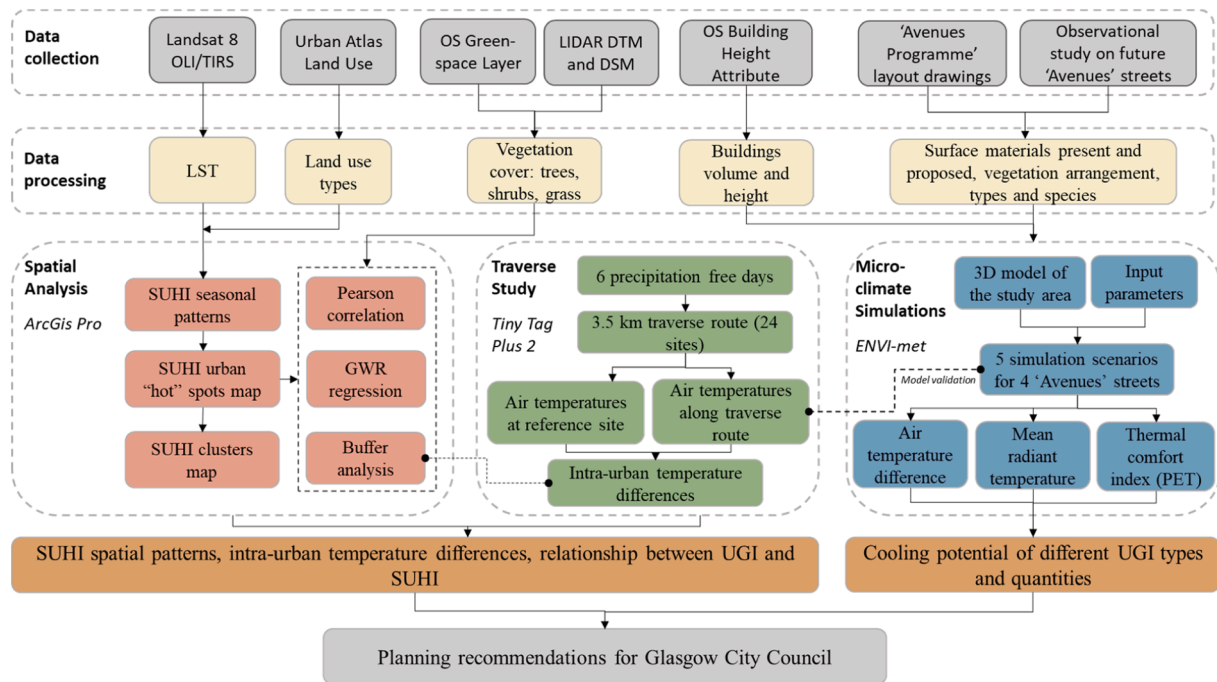 Data
collection
Landsat 8
OLI/TIRS
Urban Atlas
Land Use
OS Green-
space Layer
LIDAR DTM
and DSM
OS Building
Height
Attribute
‘Avenues
Programme’
layout drawings
Observational
study on future
‘Avenues’ streets
Data
processing
LST
Land use
types
Vegetation
cover: trees,
shrubs, grass
Buildings
volume and
height
Surface materials present and
proposed, vegetation arrangement,
types and species
Spatial
Analysis
ArcGis Pro
SUHI seasonal
patterns
SUHI urban
“hot” spots map
SUHI clusters
map
Pearson
correlation
GWR
regression
Buffer
analysis
Traverse
Study
Tiny Tag
Plus 2
6 precipitation free days
3.5 km traverse route (24
sites)
Air temperatures
at reference site
Air temperatures
along traverse
route
Intra-urban temperature
differences
Micro-
climate
Simulations
ENVI-met
3D model of
the study area
Input
parameters
Model validation
5 simulation scenarios
for 4 ‘Avenues’ streets
Air
temperature
difference
Mean
radiant
temperature
Thermal
comfort
index (PET)
SUHI spatial patterns, intra-urban temperature differences, relationship between UGI and
SUHI
Cooling potential of different UGI types
and quantities
Planning recommendations for Glasgow City Council